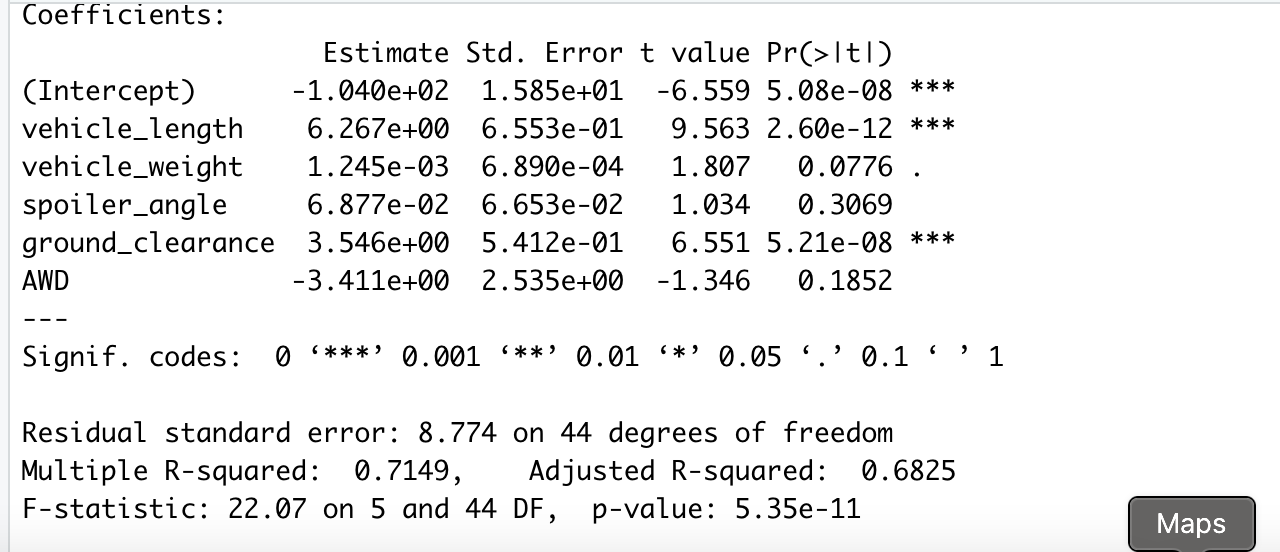 Coefficients:
Estimate Std. Error t value Pr(>|t|)
(Intercept) -1.040e+02 1.585e+01 -6.559 5.08e-08 ***
vehicle_length 6.267e+00 6.553e-01 9.563 2.60e-12 ***
vehicle_weight 1.245e-03 6.890e-04 1.807 0.0776 .
spoiler_angle 6.877e-02 6.653e-02 1.034 0.3069
ground_clearance 3.546e+00 5.412e-01 6.551 5.21e-08 ***
AWD -3.411e+00 2.535e+00 -1.346 0.1852
---
Signif. codes: 0 ‘***’ 0.001 ‘**’ 0.01 ‘*’ 0.05 ‘.’ 0.1 ‘ ’ 1
Residual standard error: 8.774 on 44 degrees of freedom
Multiple R-squared: 0.7149, Adjusted R-squared: 0.6825
F-statistic: 22.07 on 5 and 44 DF, p-value: 5.35e-11
Maps